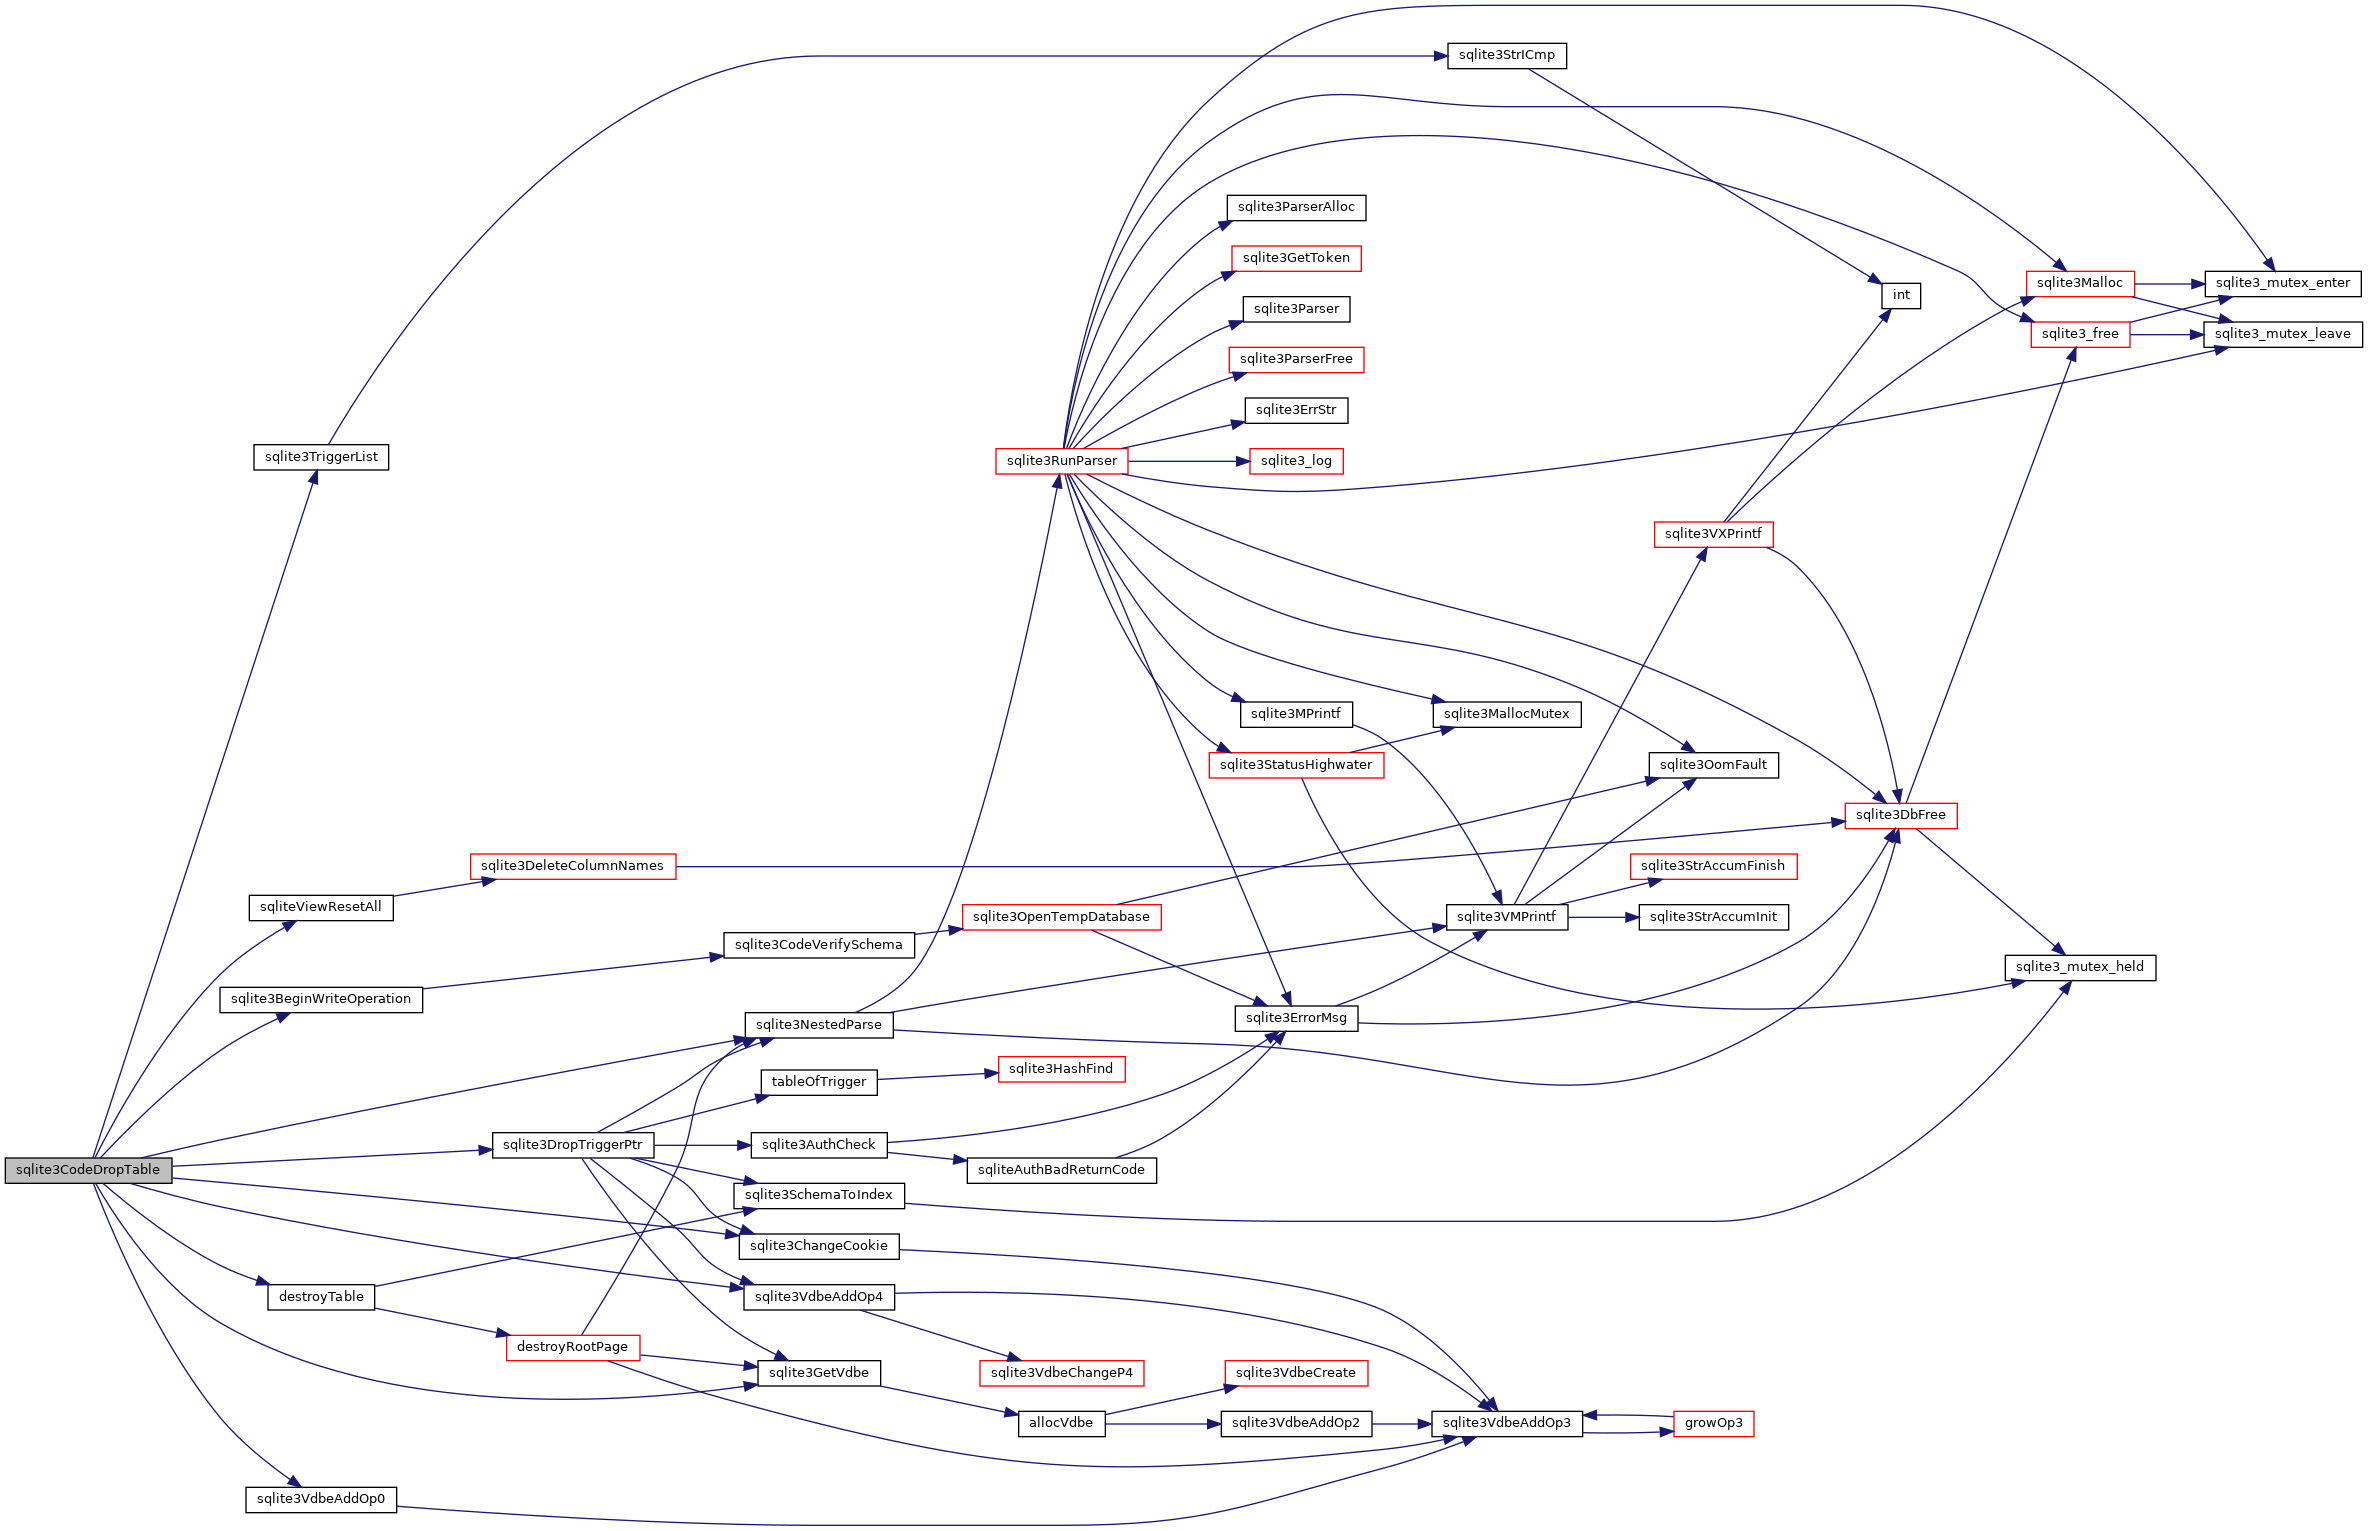 sqlite3StrICmp
sqlite3ParserAlloc
sqlite3GetToken
int
sqlite3Malloc
sqlite3_mutex_enter
sqlite3Parser
sqlite3_free
sqlite3_mutex_leave
sqlite3ParserFree
sqlite3ErrStr
sqlite3TriggerList
sqlite3RunParser
sqlite3_log
sqlite3VXPrintf
sqlite3MPrintf
sqlite3MallocMutex
sqlite3StatusHighwater
sqlite3OomFault
sqlite3DbFree
sqlite3DeleteColumnNames
sqlite3StrAccumFinish
sqliteViewResetAll
sqlite3OpenTempDatabase
sqlite3VMPrintf
sqlite3StrAccumInit
sqlite3CodeVerifySchema
sqlite3_mutex_held
sqlite3BeginWriteOperation
sqlite3NestedParse
sqlite3ErrorMsg
sqlite3HashFind
tableOfTrigger
sqlite3DropTriggerPtr
sqlite3AuthCheck
sqlite3CodeDropTable
sqliteAuthBadReturnCode
sqlite3SchemaToIndex
sqlite3ChangeCookie
destroyTable
sqlite3VdbeAddOp4
destroyRootPage
sqlite3GetVdbe
sqlite3VdbeChangeP4
sqlite3VdbeCreate
allocVdbe
sqlite3VdbeAddOp2
sqlite3VdbeAddOp3
growOp3
sqlite3VdbeAddOp0